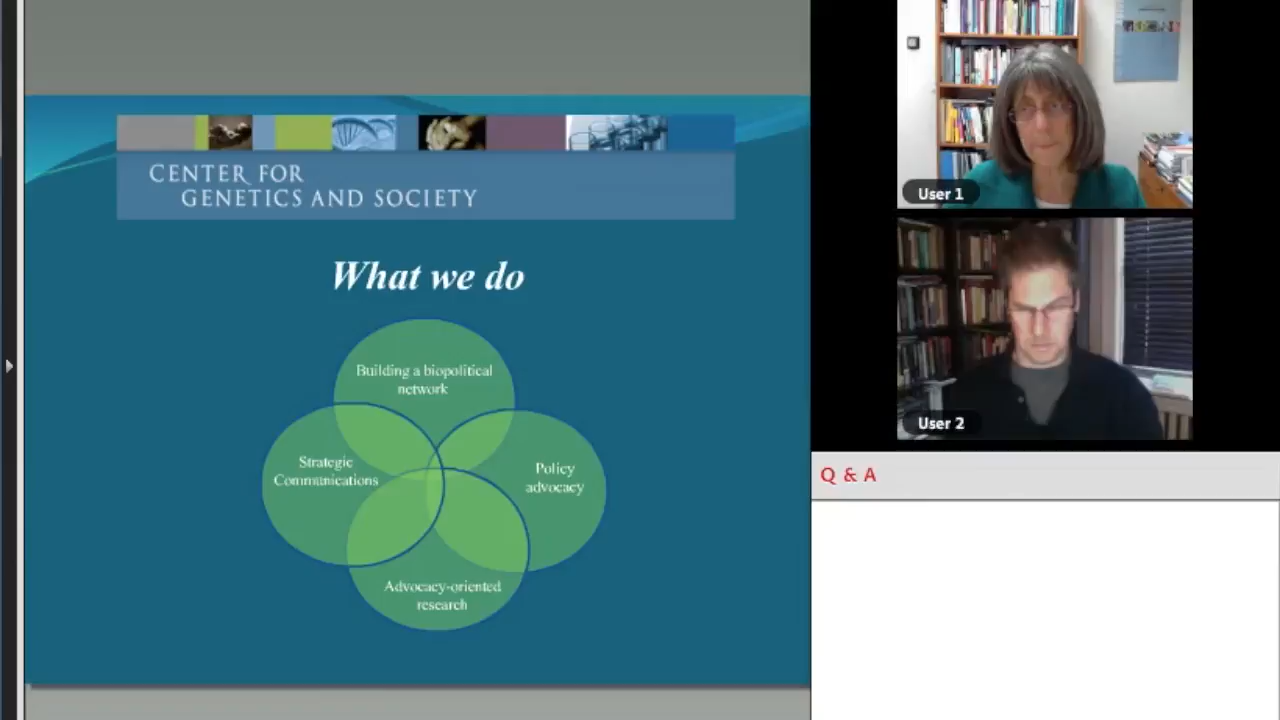 CENTER FOR
GENETICS AND SOCIETY
What we do
Building a biopolitical
network
Strategic
Communications
Policy
advocacy
Advocacy-oriented
research
User 1
User 2
Q & A